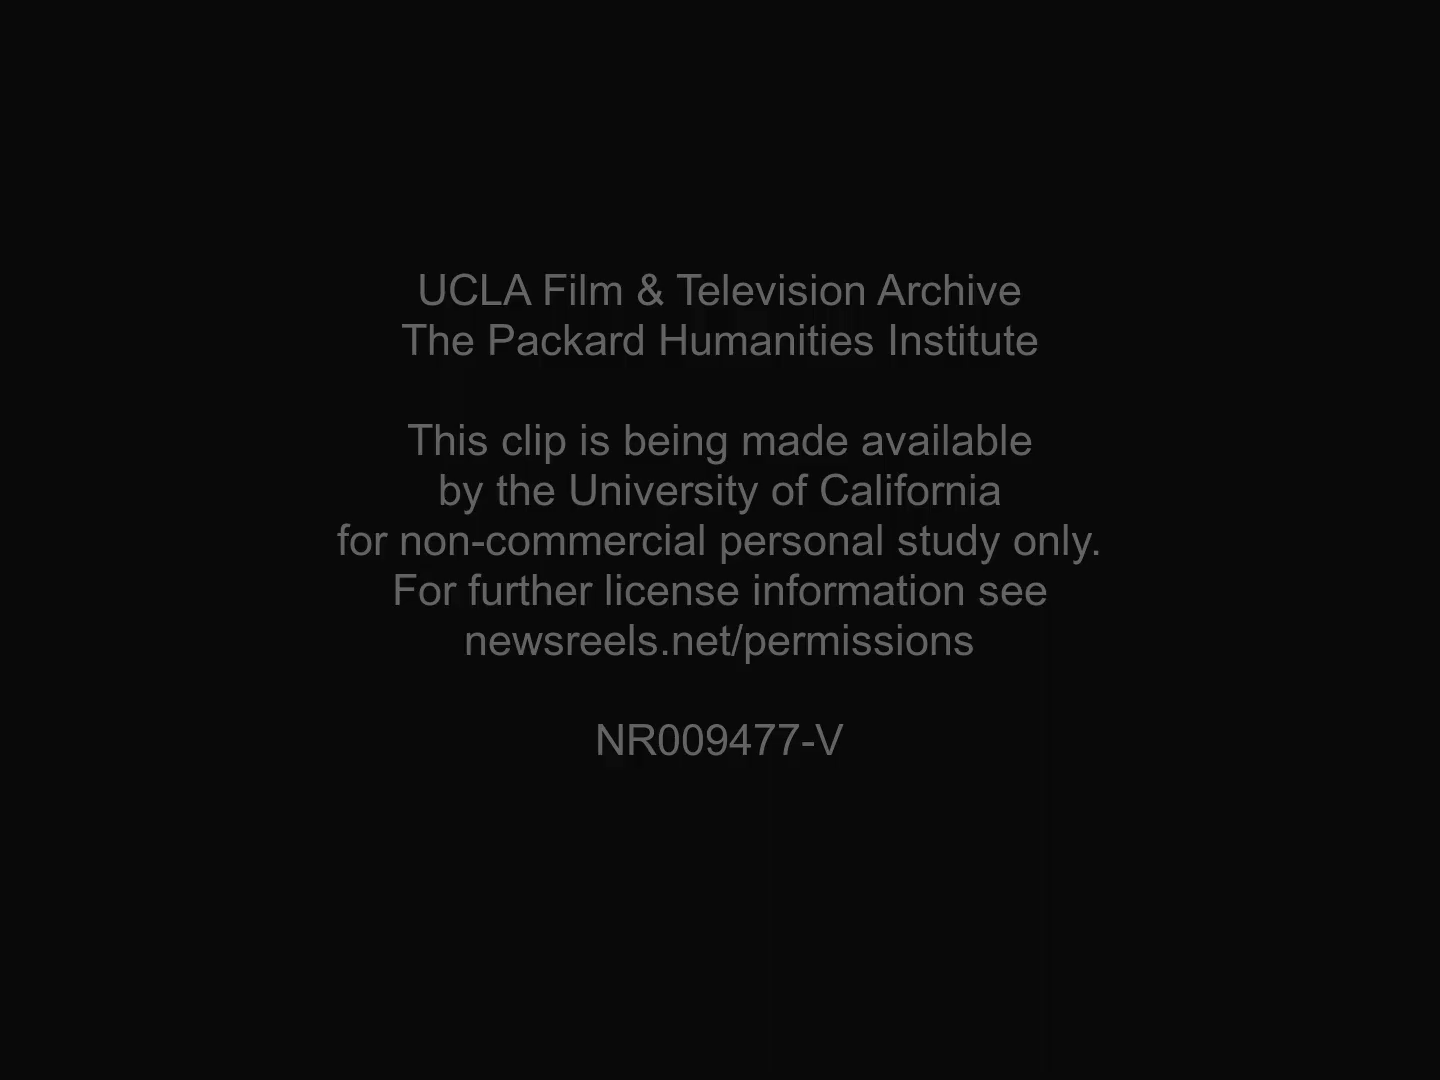 UCLA Film & Television Archive
The Packard Humanities Institute
This clip is being made available
by the University of California
for non-commercial personal study only.
For further license information see
newsreels.net/permissions
NR009477-V